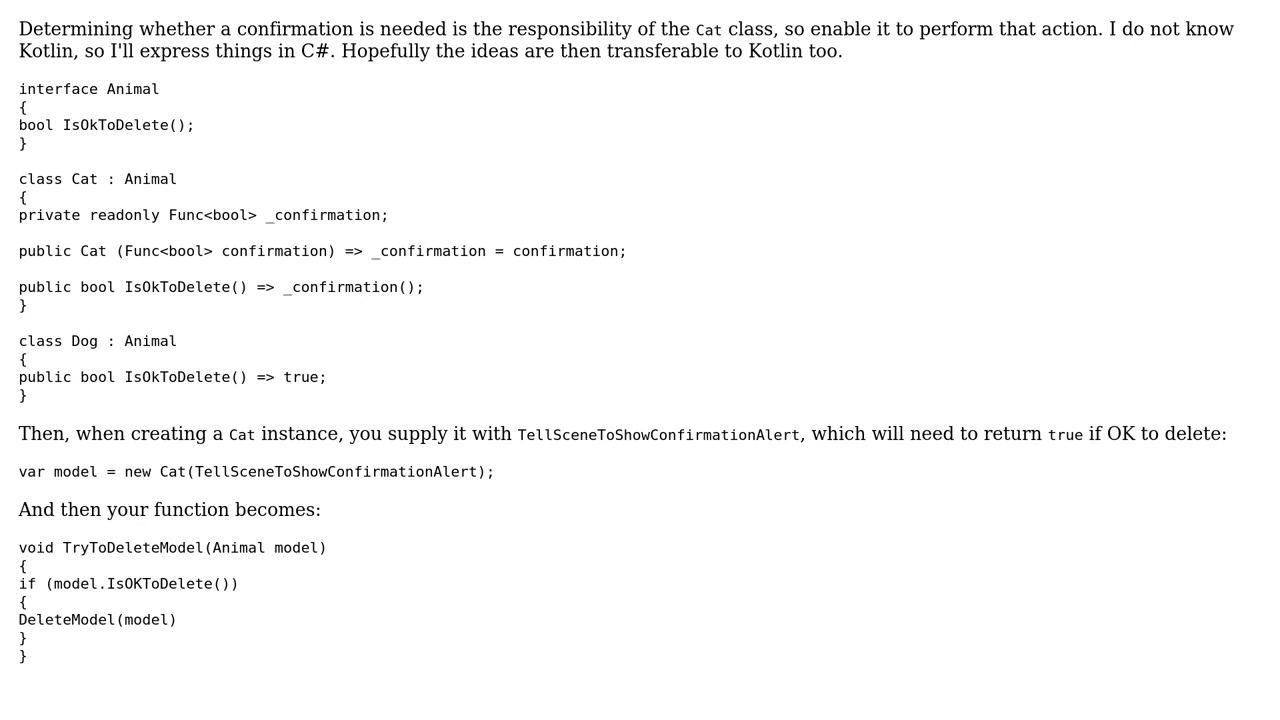 Determining whether a confirmation is needed is the responsibility of the Cat class, so enable it to perform that action. I do not know
Kotlin, so I'll express things in C#. Hopefully the ideas are then transferable to Kotlin too.
interface Animal
{
bool IsOkToDelete();
}
class Cat : Animal
{
private readonly Func<bool> _confirmation;
public Cat (Func<bool> confirmation) => _confirmation = confirmation;
public bool IsOkToDelete() => _confirmation();
}
class Dog : Animal
{
public bool IsOkToDelete() => true;
}
Then, when creating a Cat instance, you supply it with TellSceneToShowConfirmationAlert, which will need to return true if OK to delete:
var model = new Cat(TellSceneToShowConfirmationAlert);
And then your function becomes:
void TryToDeleteModel(Animal model)
{
if (model.IsOKToDelete())
{
DeleteModel(model)
}
}